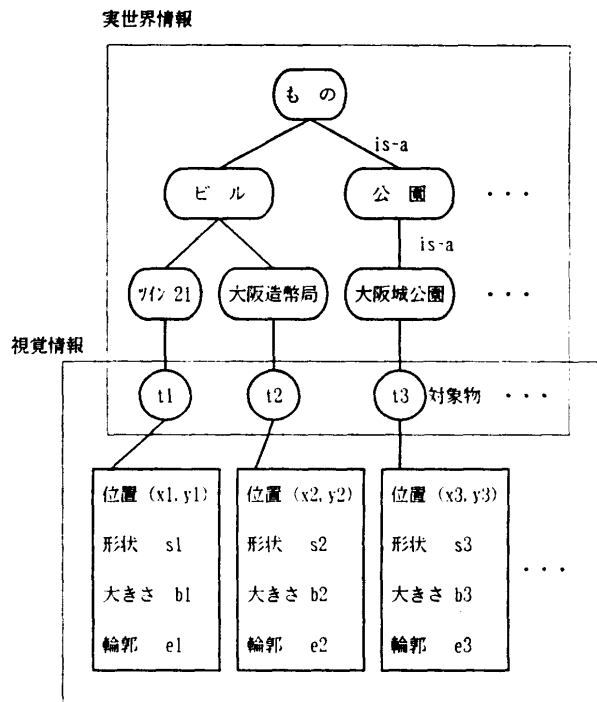 実世界情報
もの
is-a
ビル
公園
・・・
is-a
ツイン21
大阪造幣局
大阪城公園
・・・
視覚情報
t1
t2
t3
対象物
・・・
位置 (x1,y1)
形状 s1
大きさ b1
輪郭 e1
位置 (x2,y2)
形状 s2
大きさ b2
輪郭 e2
位置 (x3,y3)
形状 s3
大きさ b3
輪郭 e3
・・・